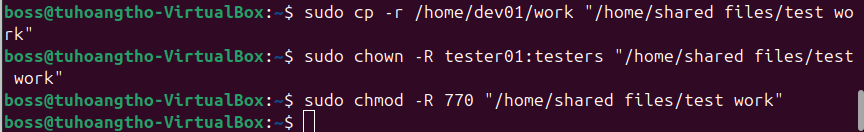 boss@tuhoangtho-VirtualBox:~$ sudo cp -r /home/dev01/work "/home/shared files/test wo
rk"
boss@tuhoangtho-VirtualBox:~$ sudo chown -R tester01:testers "/home/shared files/test
 work"
boss@tuhoangtho-VirtualBox:~$ sudo chmod -R 770 "/home/shared files/test work"
boss@tuhoangtho-VirtualBox:~$